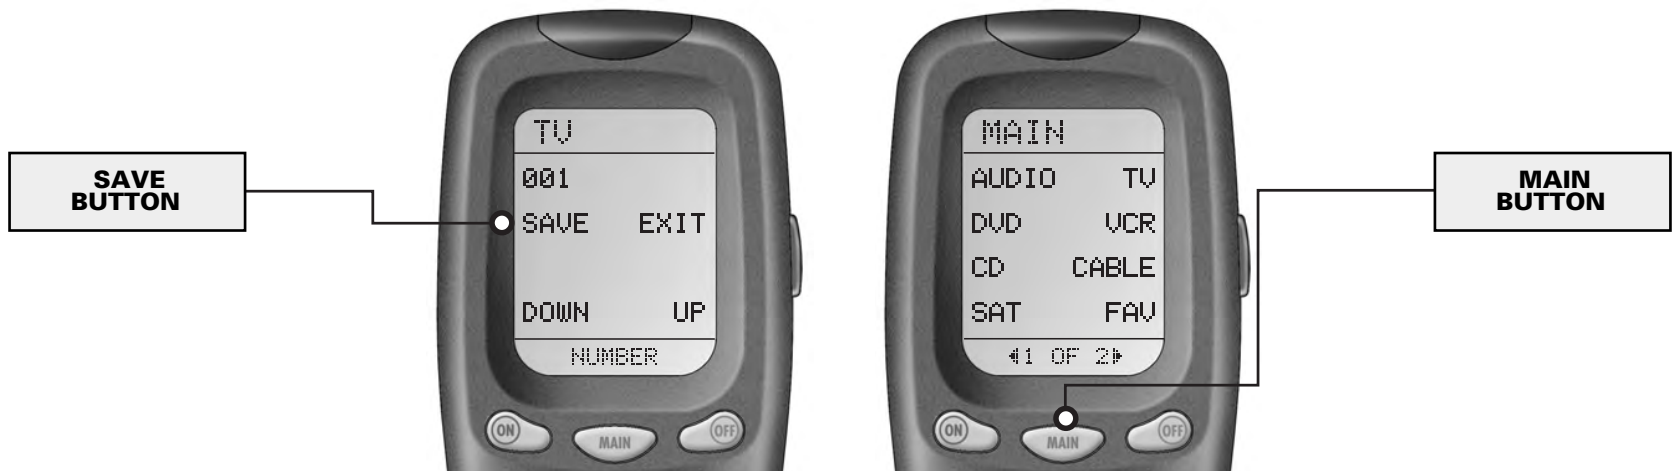 SAVE
BUTTON
TV
001
SAVE EXIT
DOWN UP
NUMBER
ON MAIN OFF
MAIN
AUDIO TV
DVD VCR
CD CABLE
SAT FAV
1 OF 2
ON MAIN OFF
MAIN
BUTTON